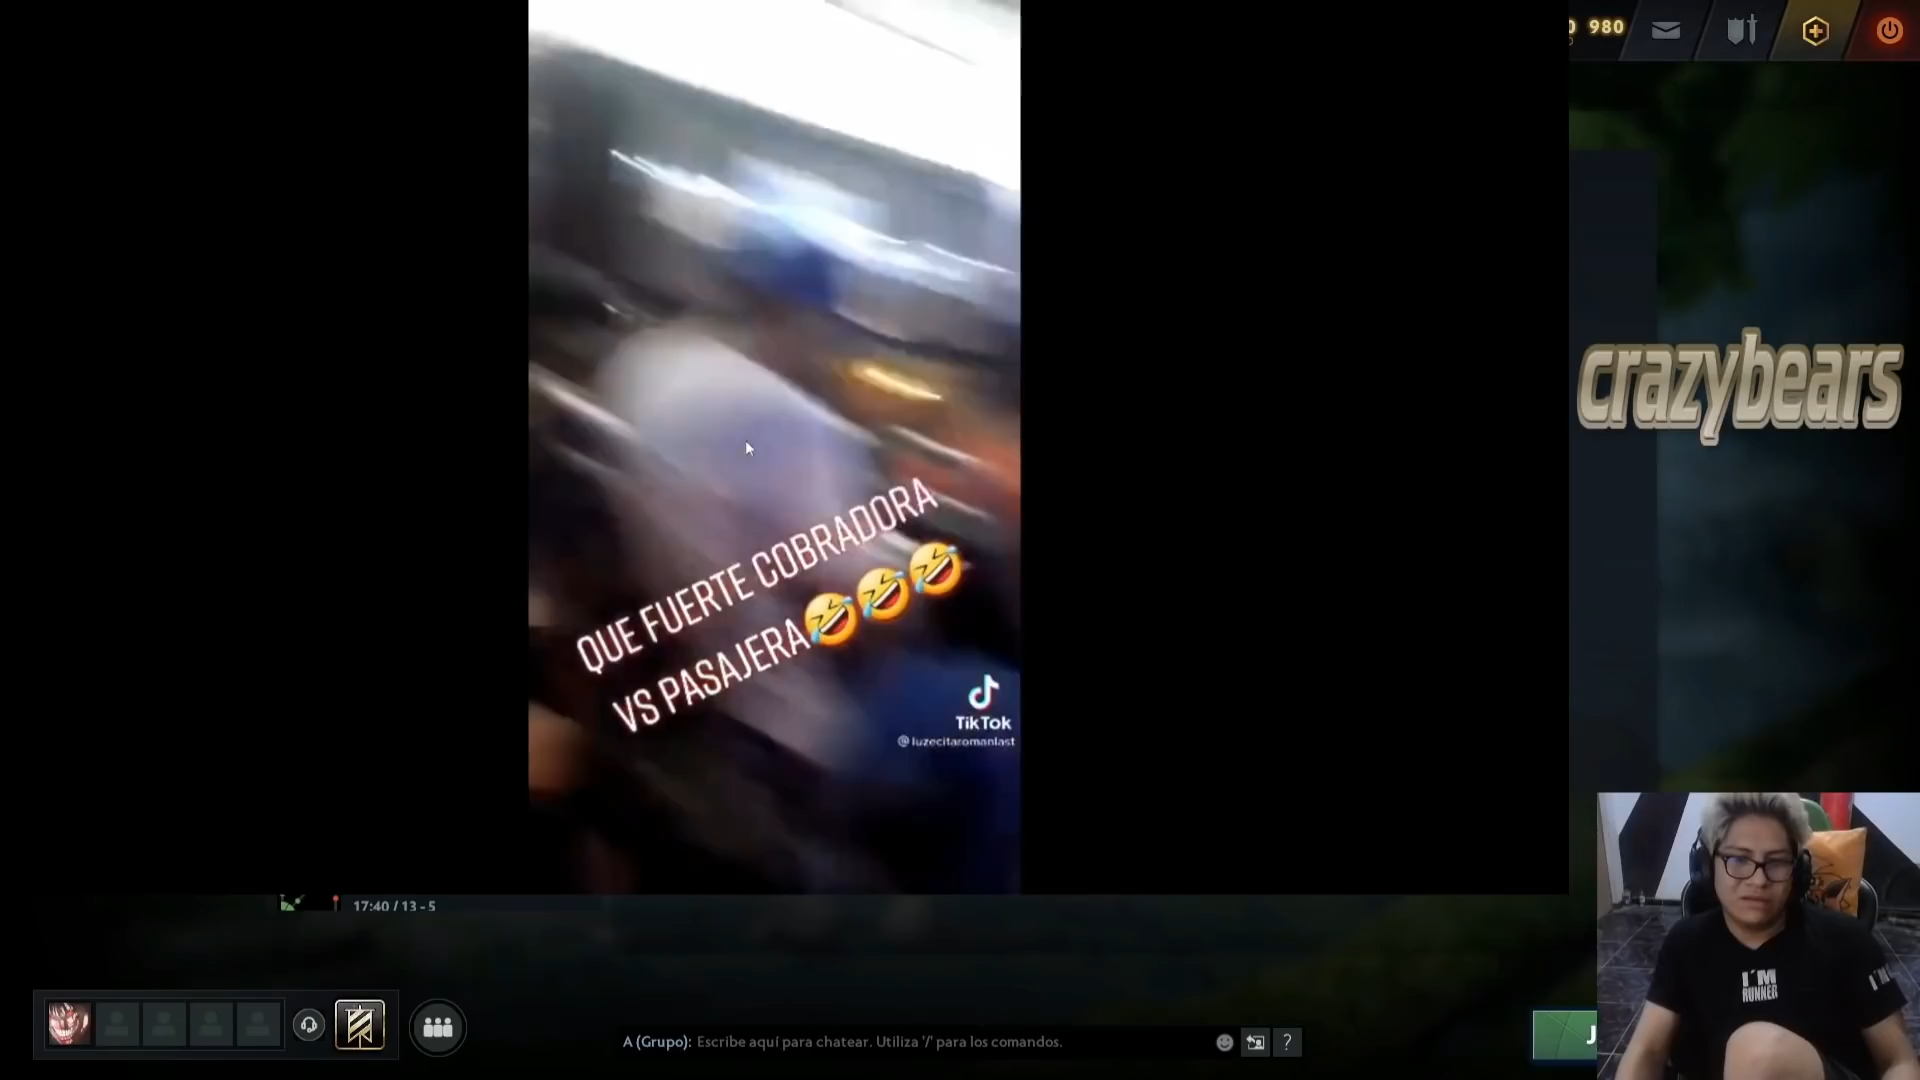 980
crazybears
QUE FUERTE COBRADORA
VS PASAJERA🤣🤣🤣
TikTok
@luzecitaromanlast
17:40 / 13 - 5
A (Grupo): Escribe aquí para chatear. Utiliza '/' para los comandos.
?
J
I'M
RUNNER
I'M